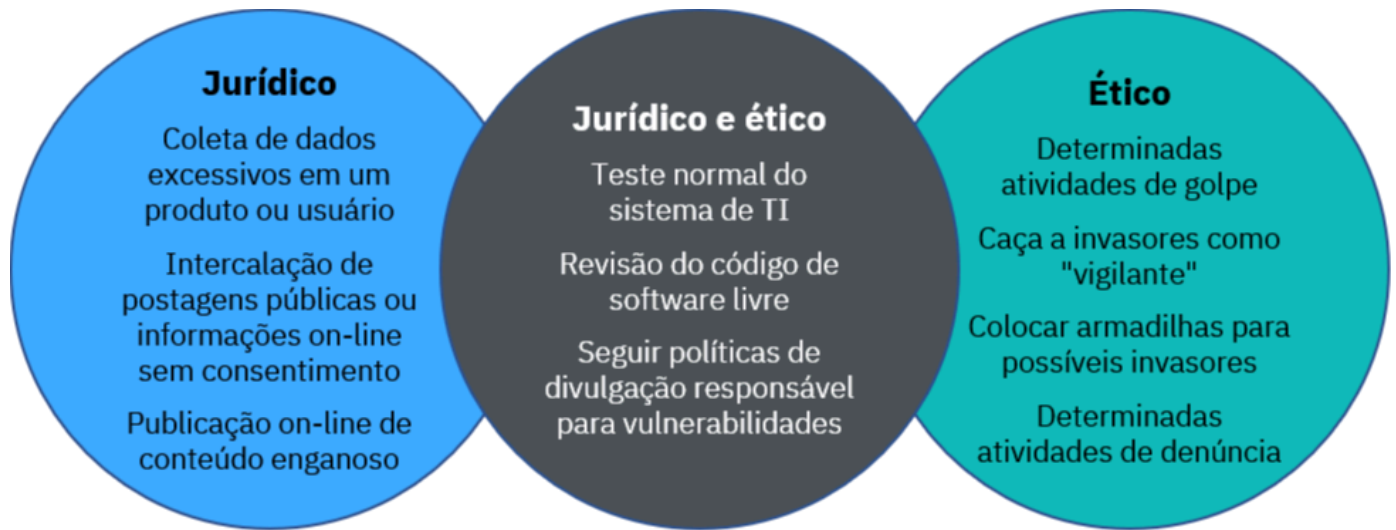 Jurídico
Coleta de dados
excessivos em um
produto ou usuário
Intercalação de
postagens públicas ou
informações on-line
sem consentimento
Publicação on-line de
conteúdo enganoso
Jurídico e ético
Teste normal do
sistema de TI
Revisão do código de
software livre
Seguir políticas de
divulgação responsável
para vulnerabilidades
Ético
Determinadas
atividades de golpe
Caça a invasores como
"vigilante"
Colocar armadilhas para
possíveis invasores
Determinadas
atividades de denúncia